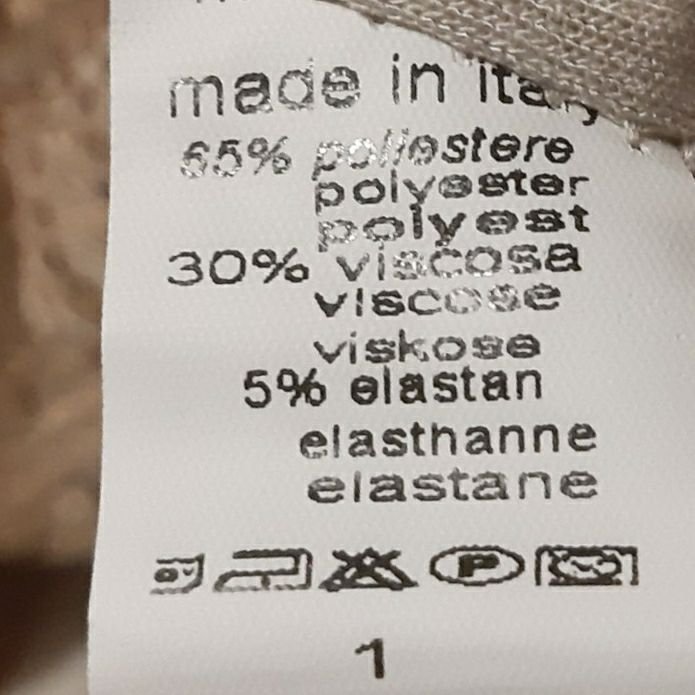 made in italy
65% poliestere
polyester
polyest
30% viscosa
viscose
viskose
5% elastan
elasthanne
elastane
P
1